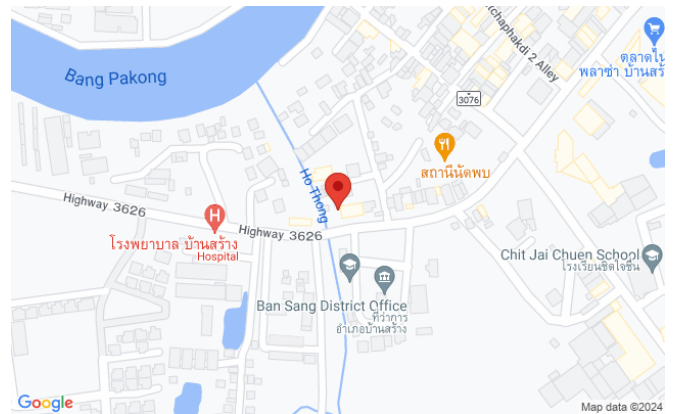 Bang Pakong
chaphakdi 2 Alley
ตลาดใน
พลาซ่า บ้านสร้
3076
สถานีนัดพบ
Ho Thong
Highway 3626
Highway 3626
H
โรงพยาบาล บ้านสร้าง
Hospital
Chit Jai Chuen School
โรงเรียนชิตใจชื่น
Ban Sang District Office
ที่ว่าการ
อำเภอบ้านสร้าง
Google
Map data ©2024